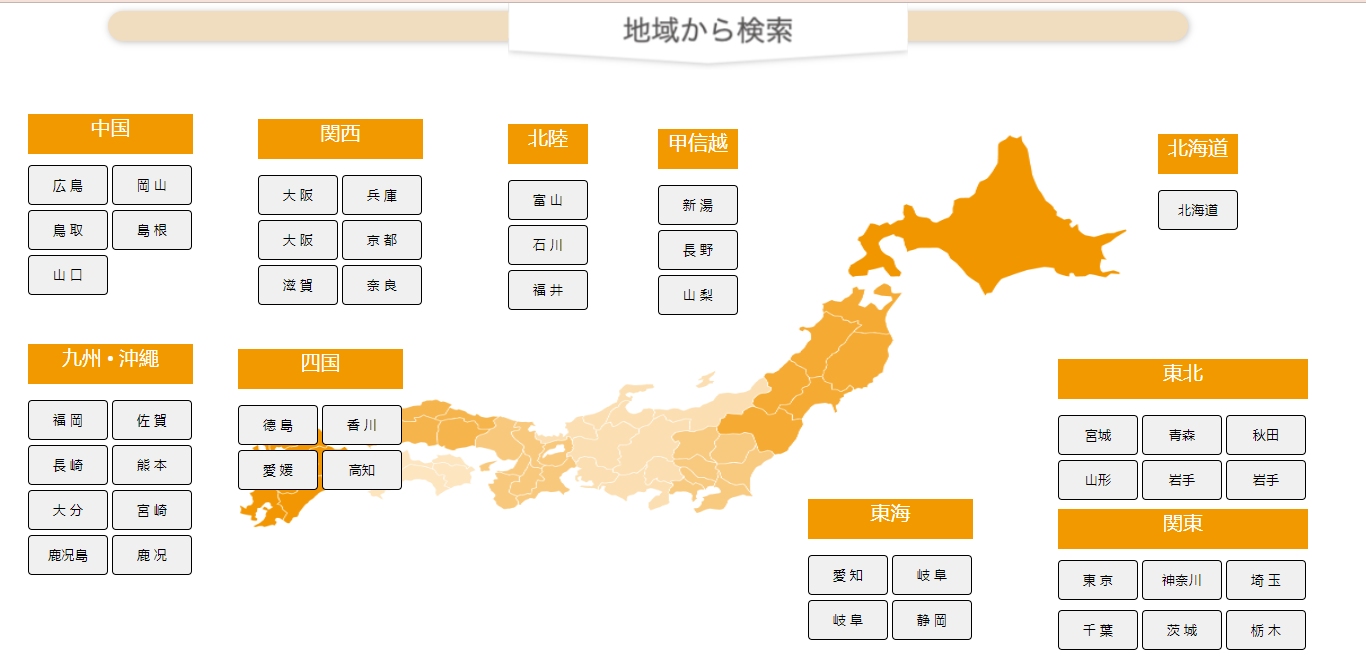 地域から検索
中国
広 鳥
岡 山
鳥 取
島 根
山 口
関西
大 阪
兵 庫
大 阪
京 都
滋 賀
奈 良
北陸
富 山
石 川
福 井
甲信越
新 湯
長 野
山 梨
北海道
北海道
九州・沖縄
福 岡
佐 賀
長 崎
熊 本
大 分
宮 崎
鹿児島
鹿 况
四国
徳 島
香 川
愛 媛
高知
東北
宮城
青森
秋田
山形
岩手
岩手
東海
愛 知
岐 阜
岐 阜
静 岡
関東
東 京
神奈川
埼 玉
千 葉
茨 城
栃 木